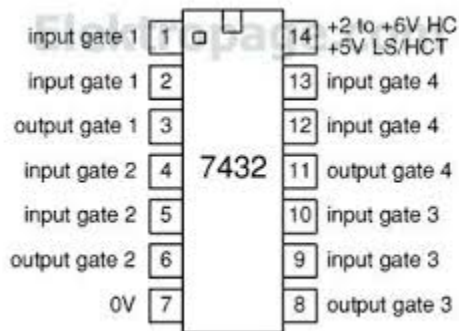 Elektropage.com
input gate 1 1
input gate 1 2
output gate 1 3
input gate 2 4
input gate 2 5
output gate 2 6
0V 7
7432
14 +2 to +6V HC
+5V LS/HCT
13 input gate 4
12 input gate 4
11 output gate 4
10 input gate 3
9 input gate 3
8 output gate 3